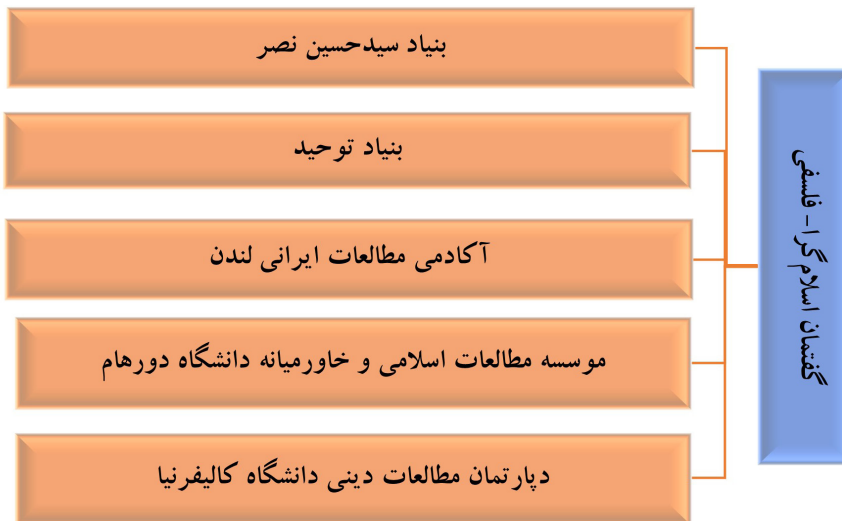 گفتمان اسلام گرا- فلسفی
بنیاد سیدحسین نصر
بنیاد توحید
آکادمی مطالعات ایرانی لندن
موسسه مطالعات اسلامی و خاورمیانه دانشگاه دورهام
دپارتمان مطالعات دینی دانشگاه کالیفرنیا